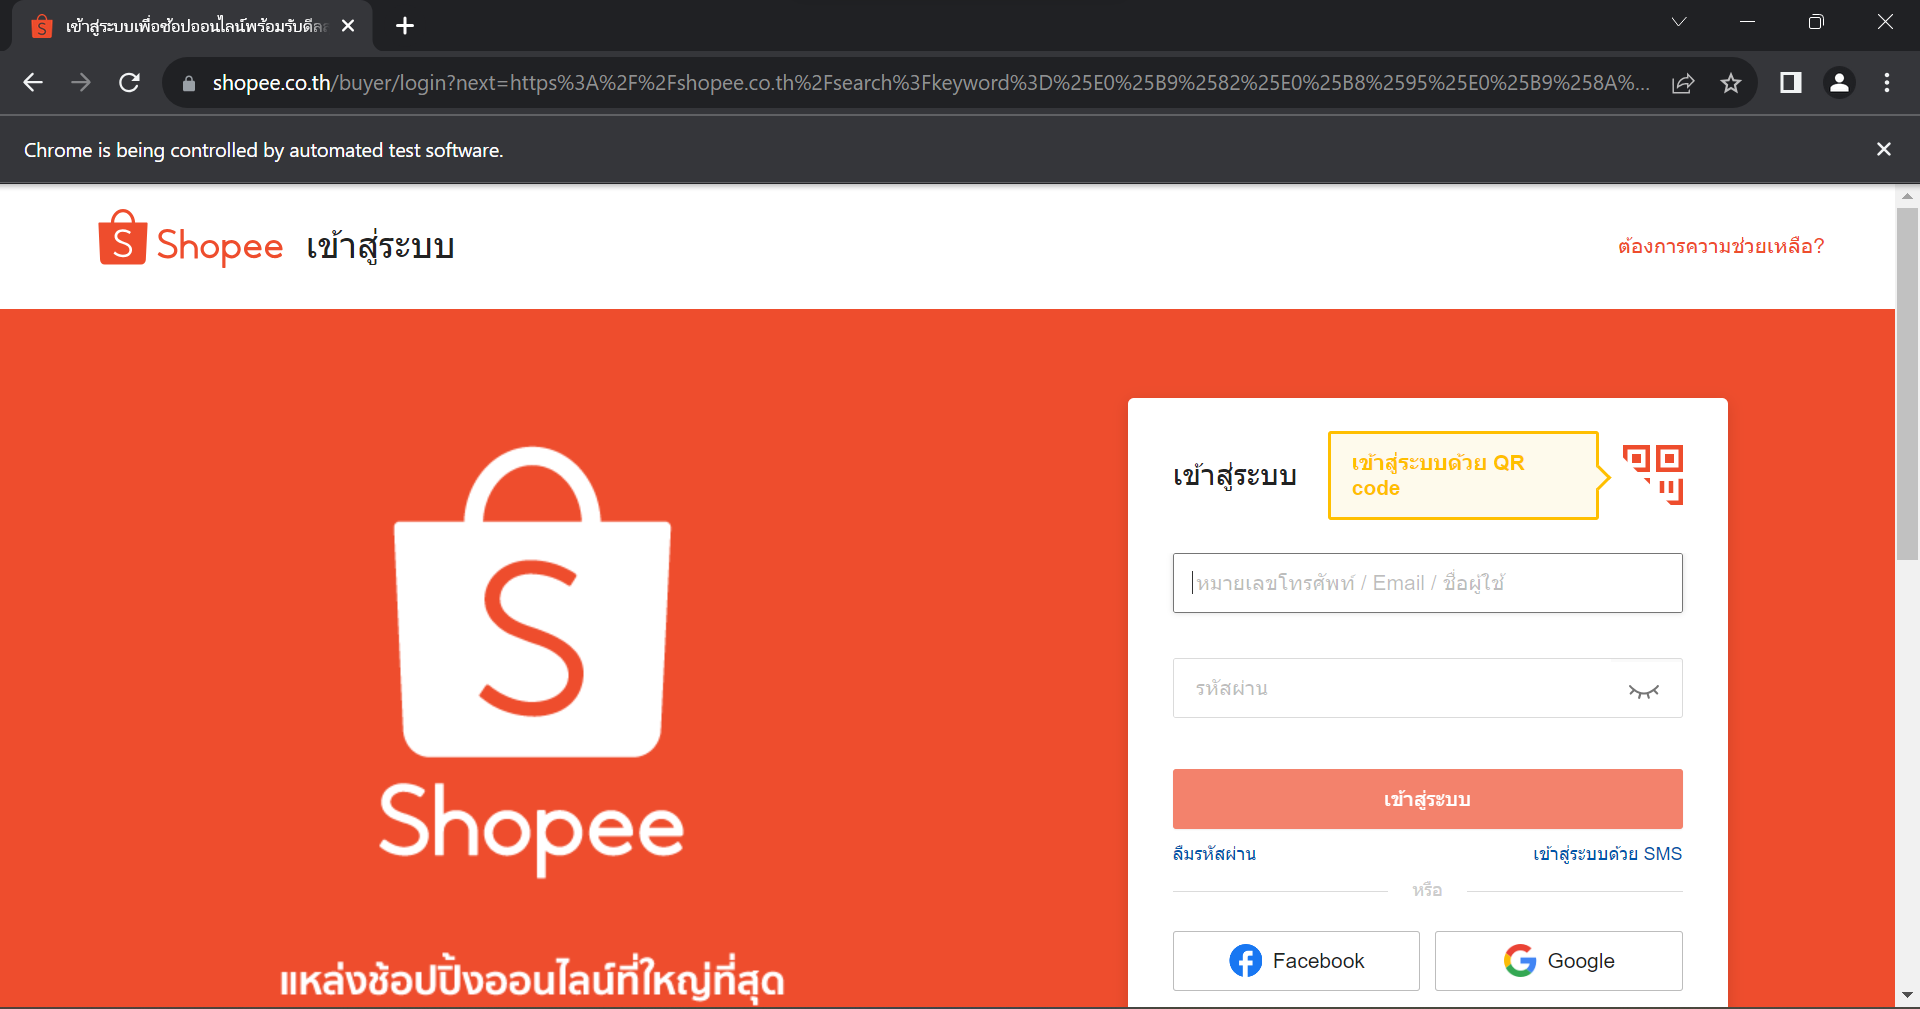 เข้าสู่ระบบเพื่อช้อปออนไลน์พร้อมรับดีล
shopee.co.th/buyer/login?next=https%3A%2F%2Fshopee.co.th%2Fsearch%3Fkeyword%3D%25E0%25B9%2582%25E0%25B8%2595%25E0%25B9%258A%...
Chrome is being controlled by automated test software.
Shopee เข้าสู่ระบบ
ต้องการความช่วยเหลือ?
เข้าสู่ระบบ
เข้าสู่ระบบด้วย QR
code
หมายเลขโทรศัพท์ / Email / ชื่อผู้ใช้
รหัสผ่าน
เข้าสู่ระบบ
ลืมรหัสผ่าน
เข้าสู่ระบบด้วย SMS
หรือ
Facebook
Google
Shopee
แหล่งช้อปปิ้งออนไลน์ที่ใหญ่ที่สุด